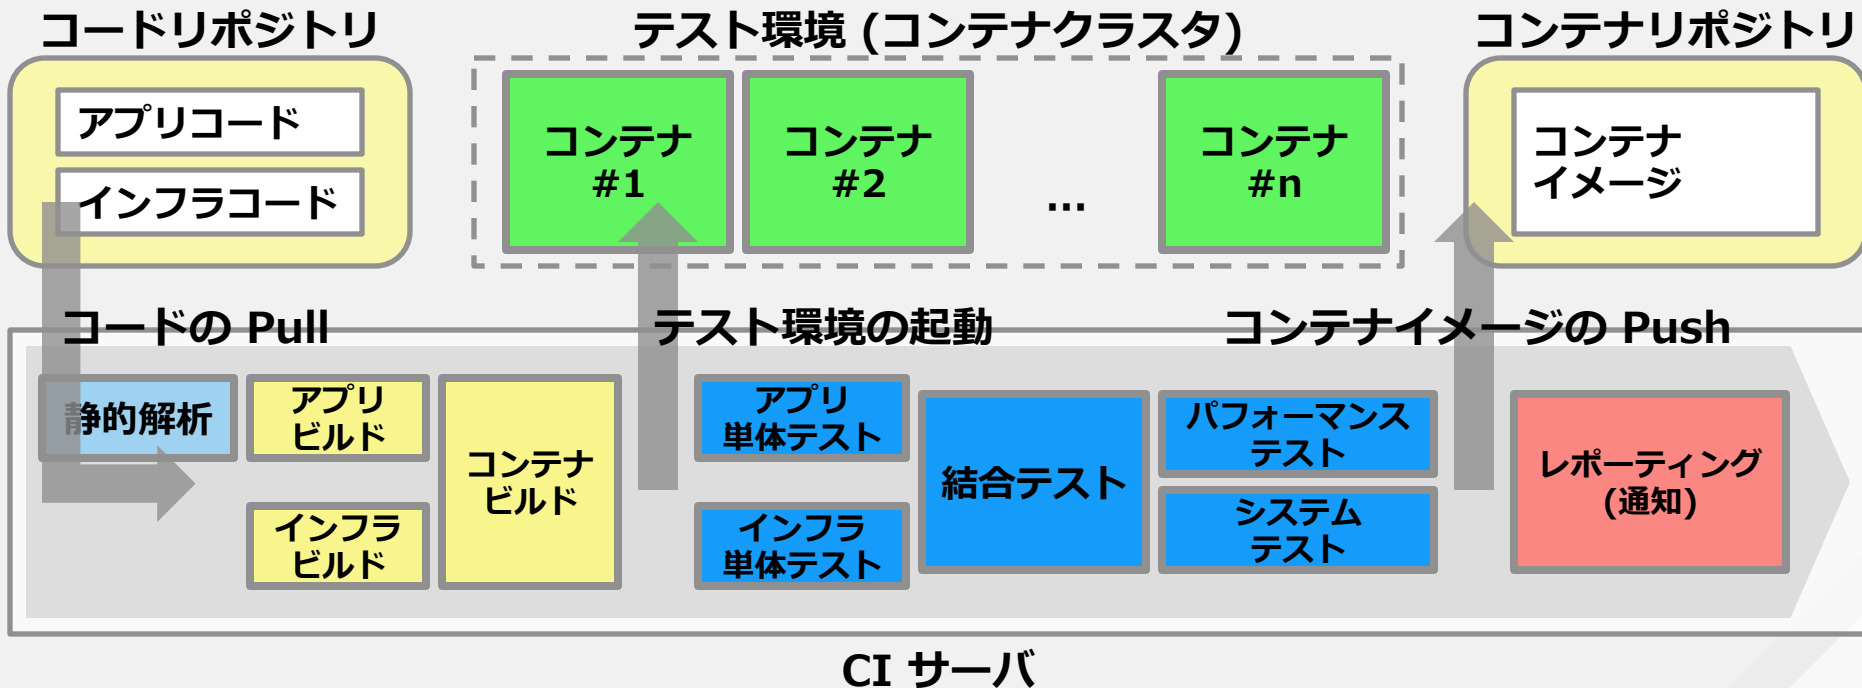 コードリポジトリ
テスト環境 (コンテナクラスタ)
コンテナリポジトリ
アプリコード
インフラコード
コンテナ
#1
コンテナ
#2
...
コンテナ
#n
コンテナ
イメージ
コードの Pull
テスト環境の起動
コンテナイメージの Push
静的解析
アプリ
ビルド
インフラ
ビルド
コンテナ
ビルド
アプリ
単体テスト
インフラ
単体テスト
結合テスト
パフォーマンス
テスト
システム
テスト
レポーティング
(通知)
CI サーバ